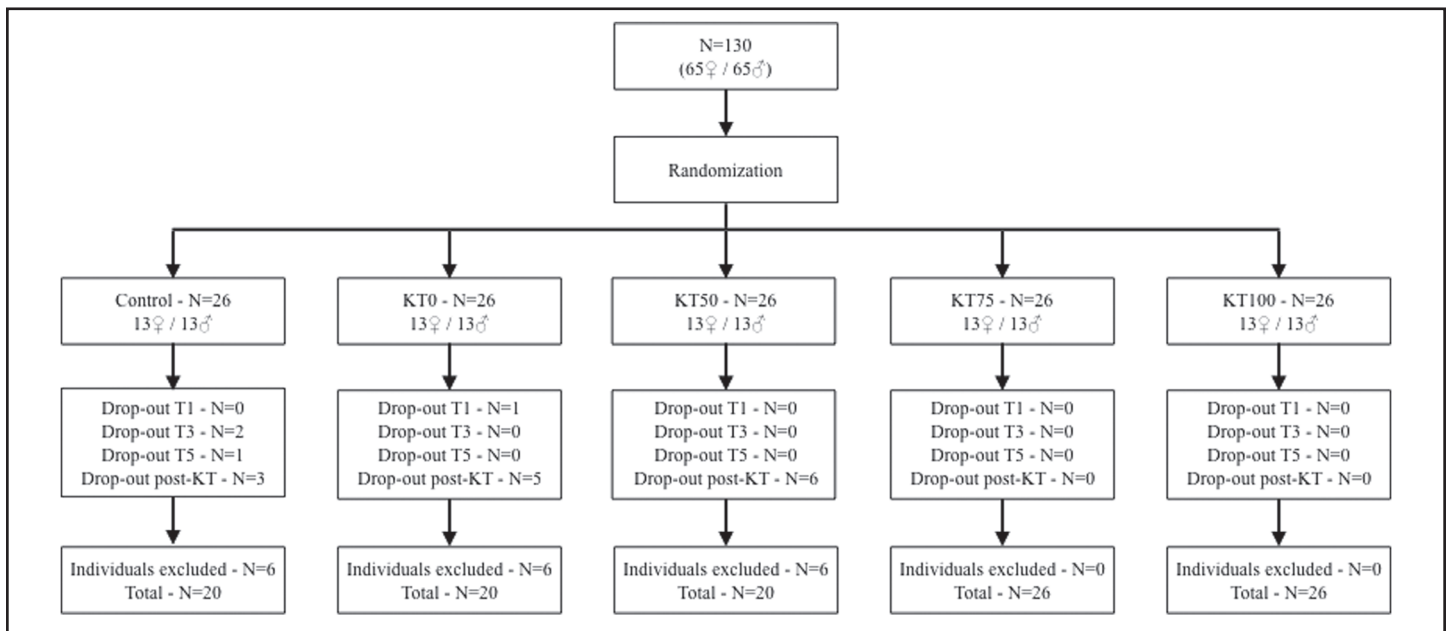 N=130
(65♀ / 65♂)
Randomization
Control - N=26
13♀ / 13♂
KT0 - N=26
13♀ / 13♂
KT50 - N=26
13♀ / 13♂
KT75 - N=26
13♀ / 13♂
KT100 - N=26
13♀ / 13♂
Drop-out T1 - N=0
Drop-out T3 - N=2
Drop-out T5 - N=1
Drop-out post-KT - N=3
Drop-out T1 - N=1
Drop-out T3 - N=0
Drop-out T5 - N=0
Drop-out post-KT - N=5
Drop-out T1 - N=0
Drop-out T3 - N=0
Drop-out T5 - N=0
Drop-out post-KT - N=6
Drop-out T1 - N=0
Drop-out T3 - N=0
Drop-out T5 - N=0
Drop-out post-KT - N=0
Drop-out T1 - N=0
Drop-out T3 - N=0
Drop-out T5 - N=0
Drop-out post-KT - N=0
Individuals excluded - N=6
Total - N=20
Individuals excluded - N=6
Total - N=20
Individuals excluded - N=6
Total - N=20
Individuals excluded - N=0
Total - N=26
Individuals excluded - N=0
Total - N=26